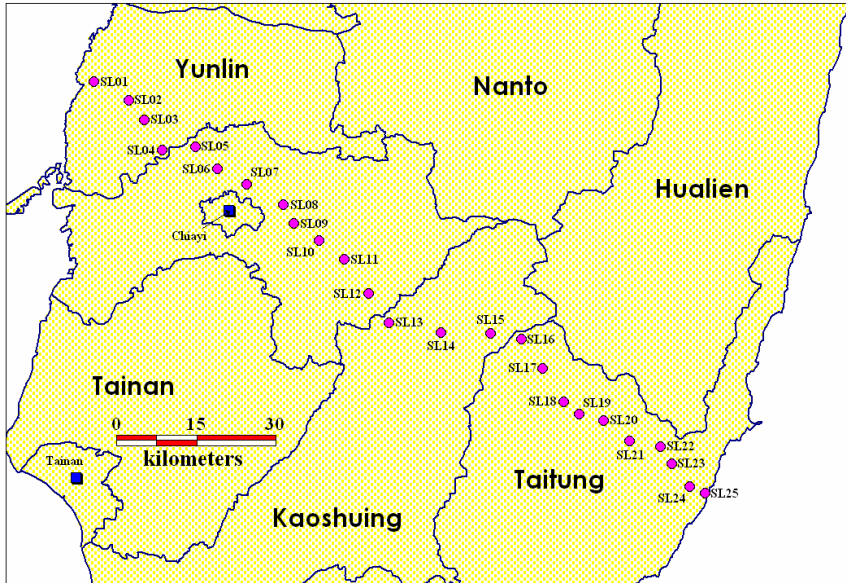 Yunlin
Nanto
SL01
SL02
SL03
SL04
SL05
SL06
SL07
Hualien
SL08
SL09
Chiayi
SL10
SL11
SL12
SL13
SL14
SL15
SL16
SL17
Tainan
SL18
SL19
SL20
0 15 30
kilometers
SL21
SL22
Tainan
SL23
Taitung
SL24
SL25
Kaoshuing